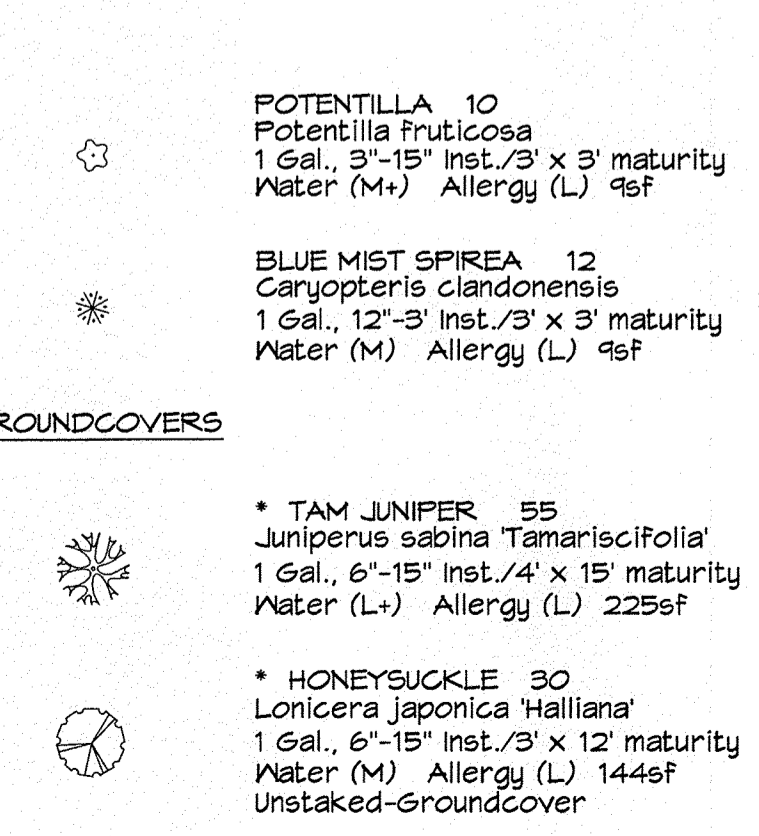 POTENTILLA 10
Potentilla fruticosa
1 Gal., 3"-15" Inst./3' x 3' maturity
Water (M+) Allergy (L) 9sf
BLUE MIST SPIREA 12
Caryopteris clandonensis
1 Gal., 12"-3' Inst./3' x 3' maturity
Water (M) Allergy (L) 9sf
ROUNDCOVERS
* TAM JUNIPER 55
Juniperus sabina 'Tamariscifolia'
1 Gal., 6"-15" Inst./4' x 15' maturity
Water (L+) Allergy (L) 225sf
* HONEYSUCKLE 30
Lonicera japonica 'Halliana'
1 Gal., 6"-15" Inst./3' x 12' maturity
Water (M) Allergy (L) 144sf
Unstaked-Groundcover